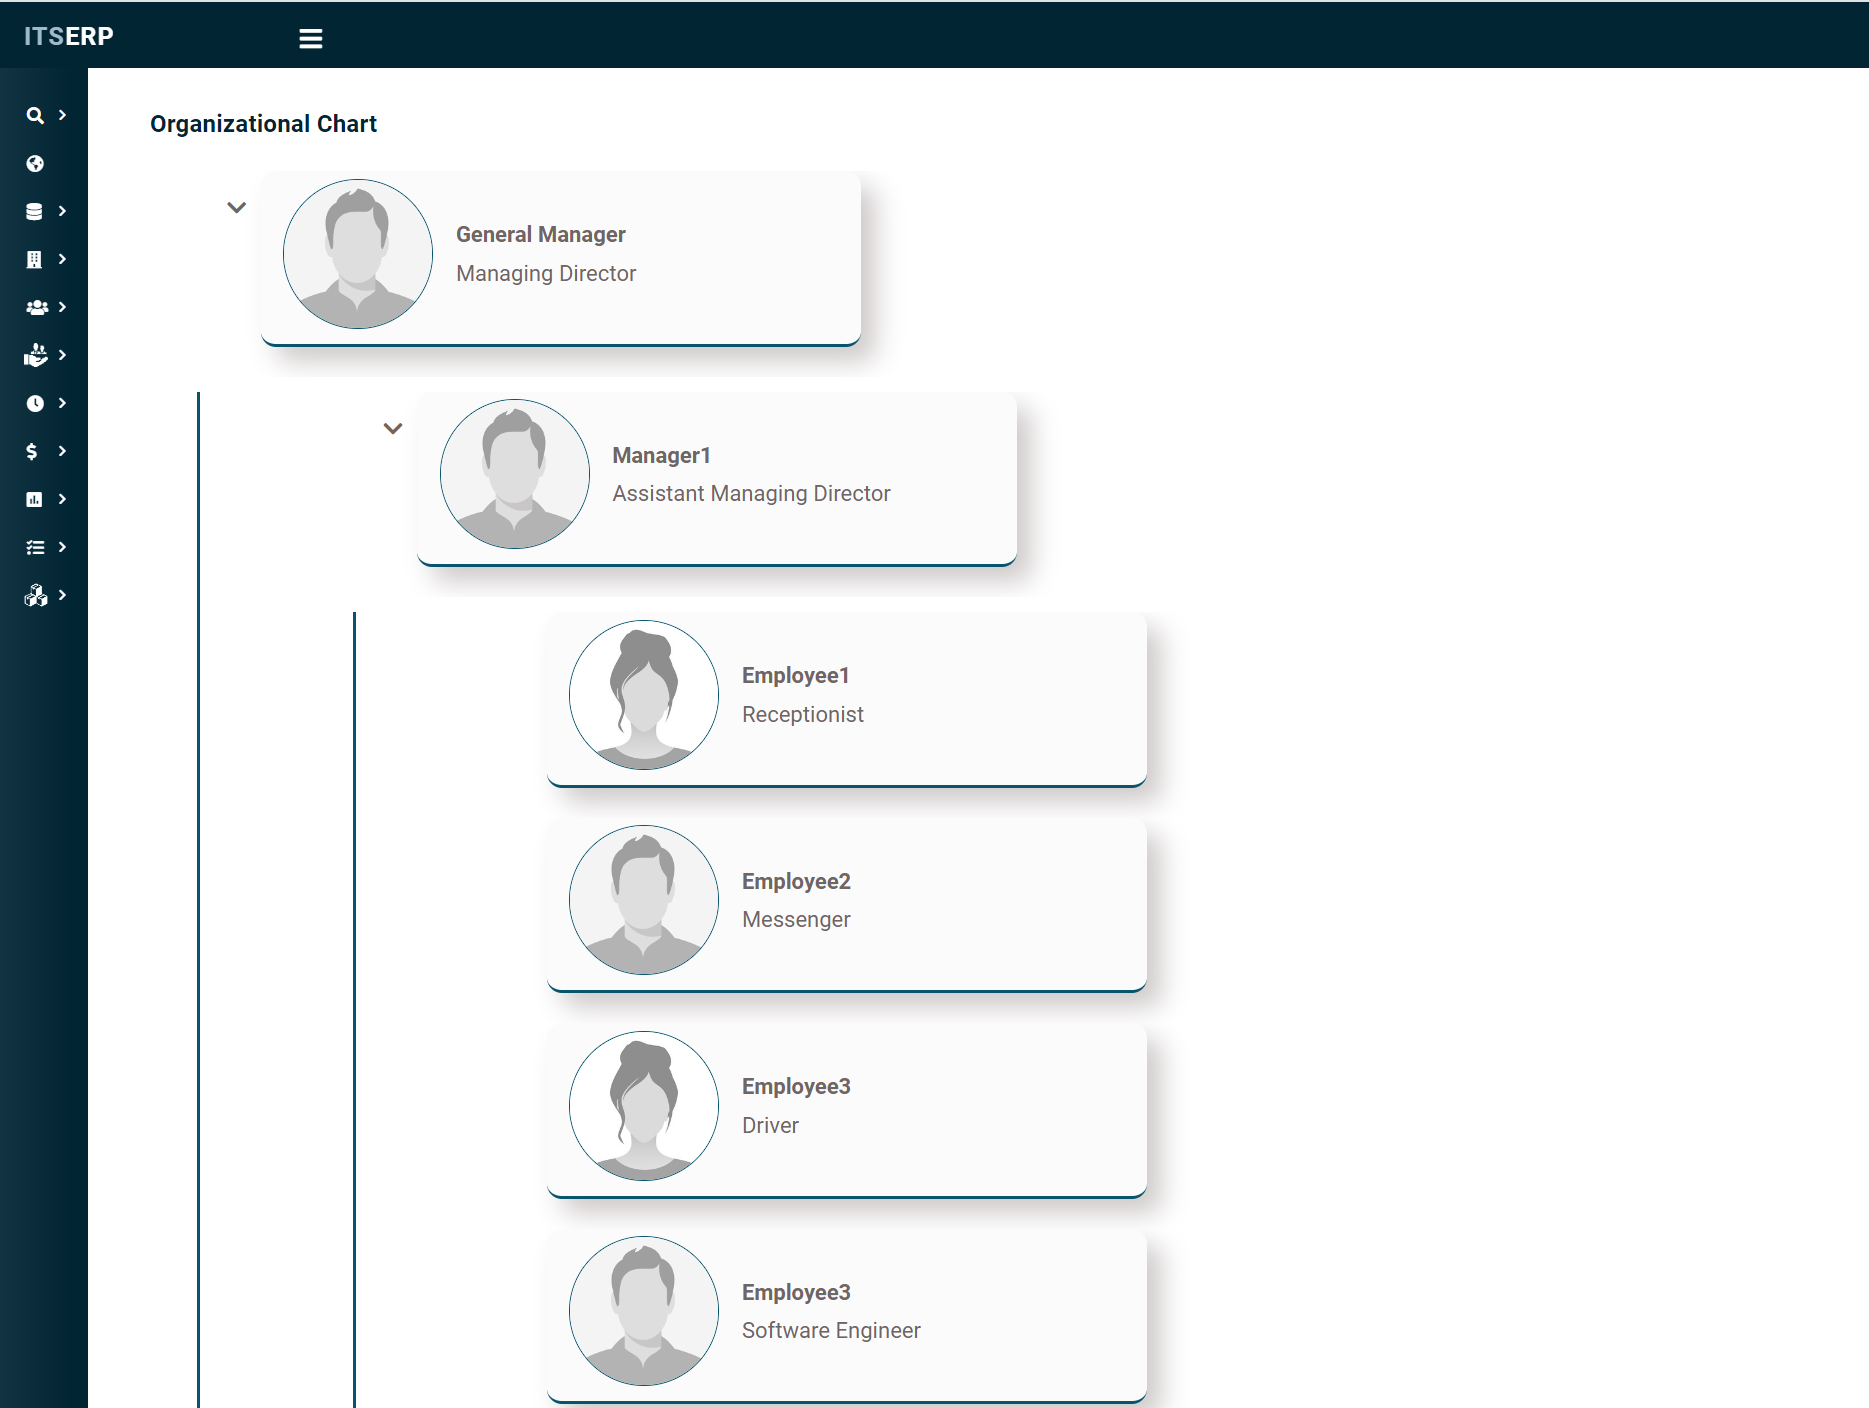 ITSERP
Organizational Chart
General Manager
Managing Director
Manager1
Assistant Managing Director
Employee1
Receptionist
Employee2
Messenger
Employee3
Driver
Employee3
Software Engineer